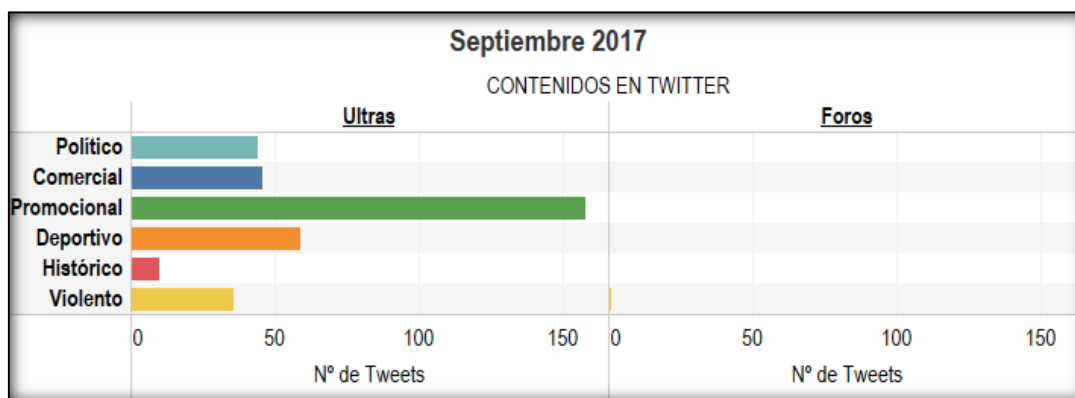 Septiembre 2017
CONTENIDOS EN TWITTER
Ultras Foros
Político
Comercial
Promocional
Deportivo
Histórico
Violento
0 50 100 150 0 50 100 150
Nº de Tweets Nº de Tweets